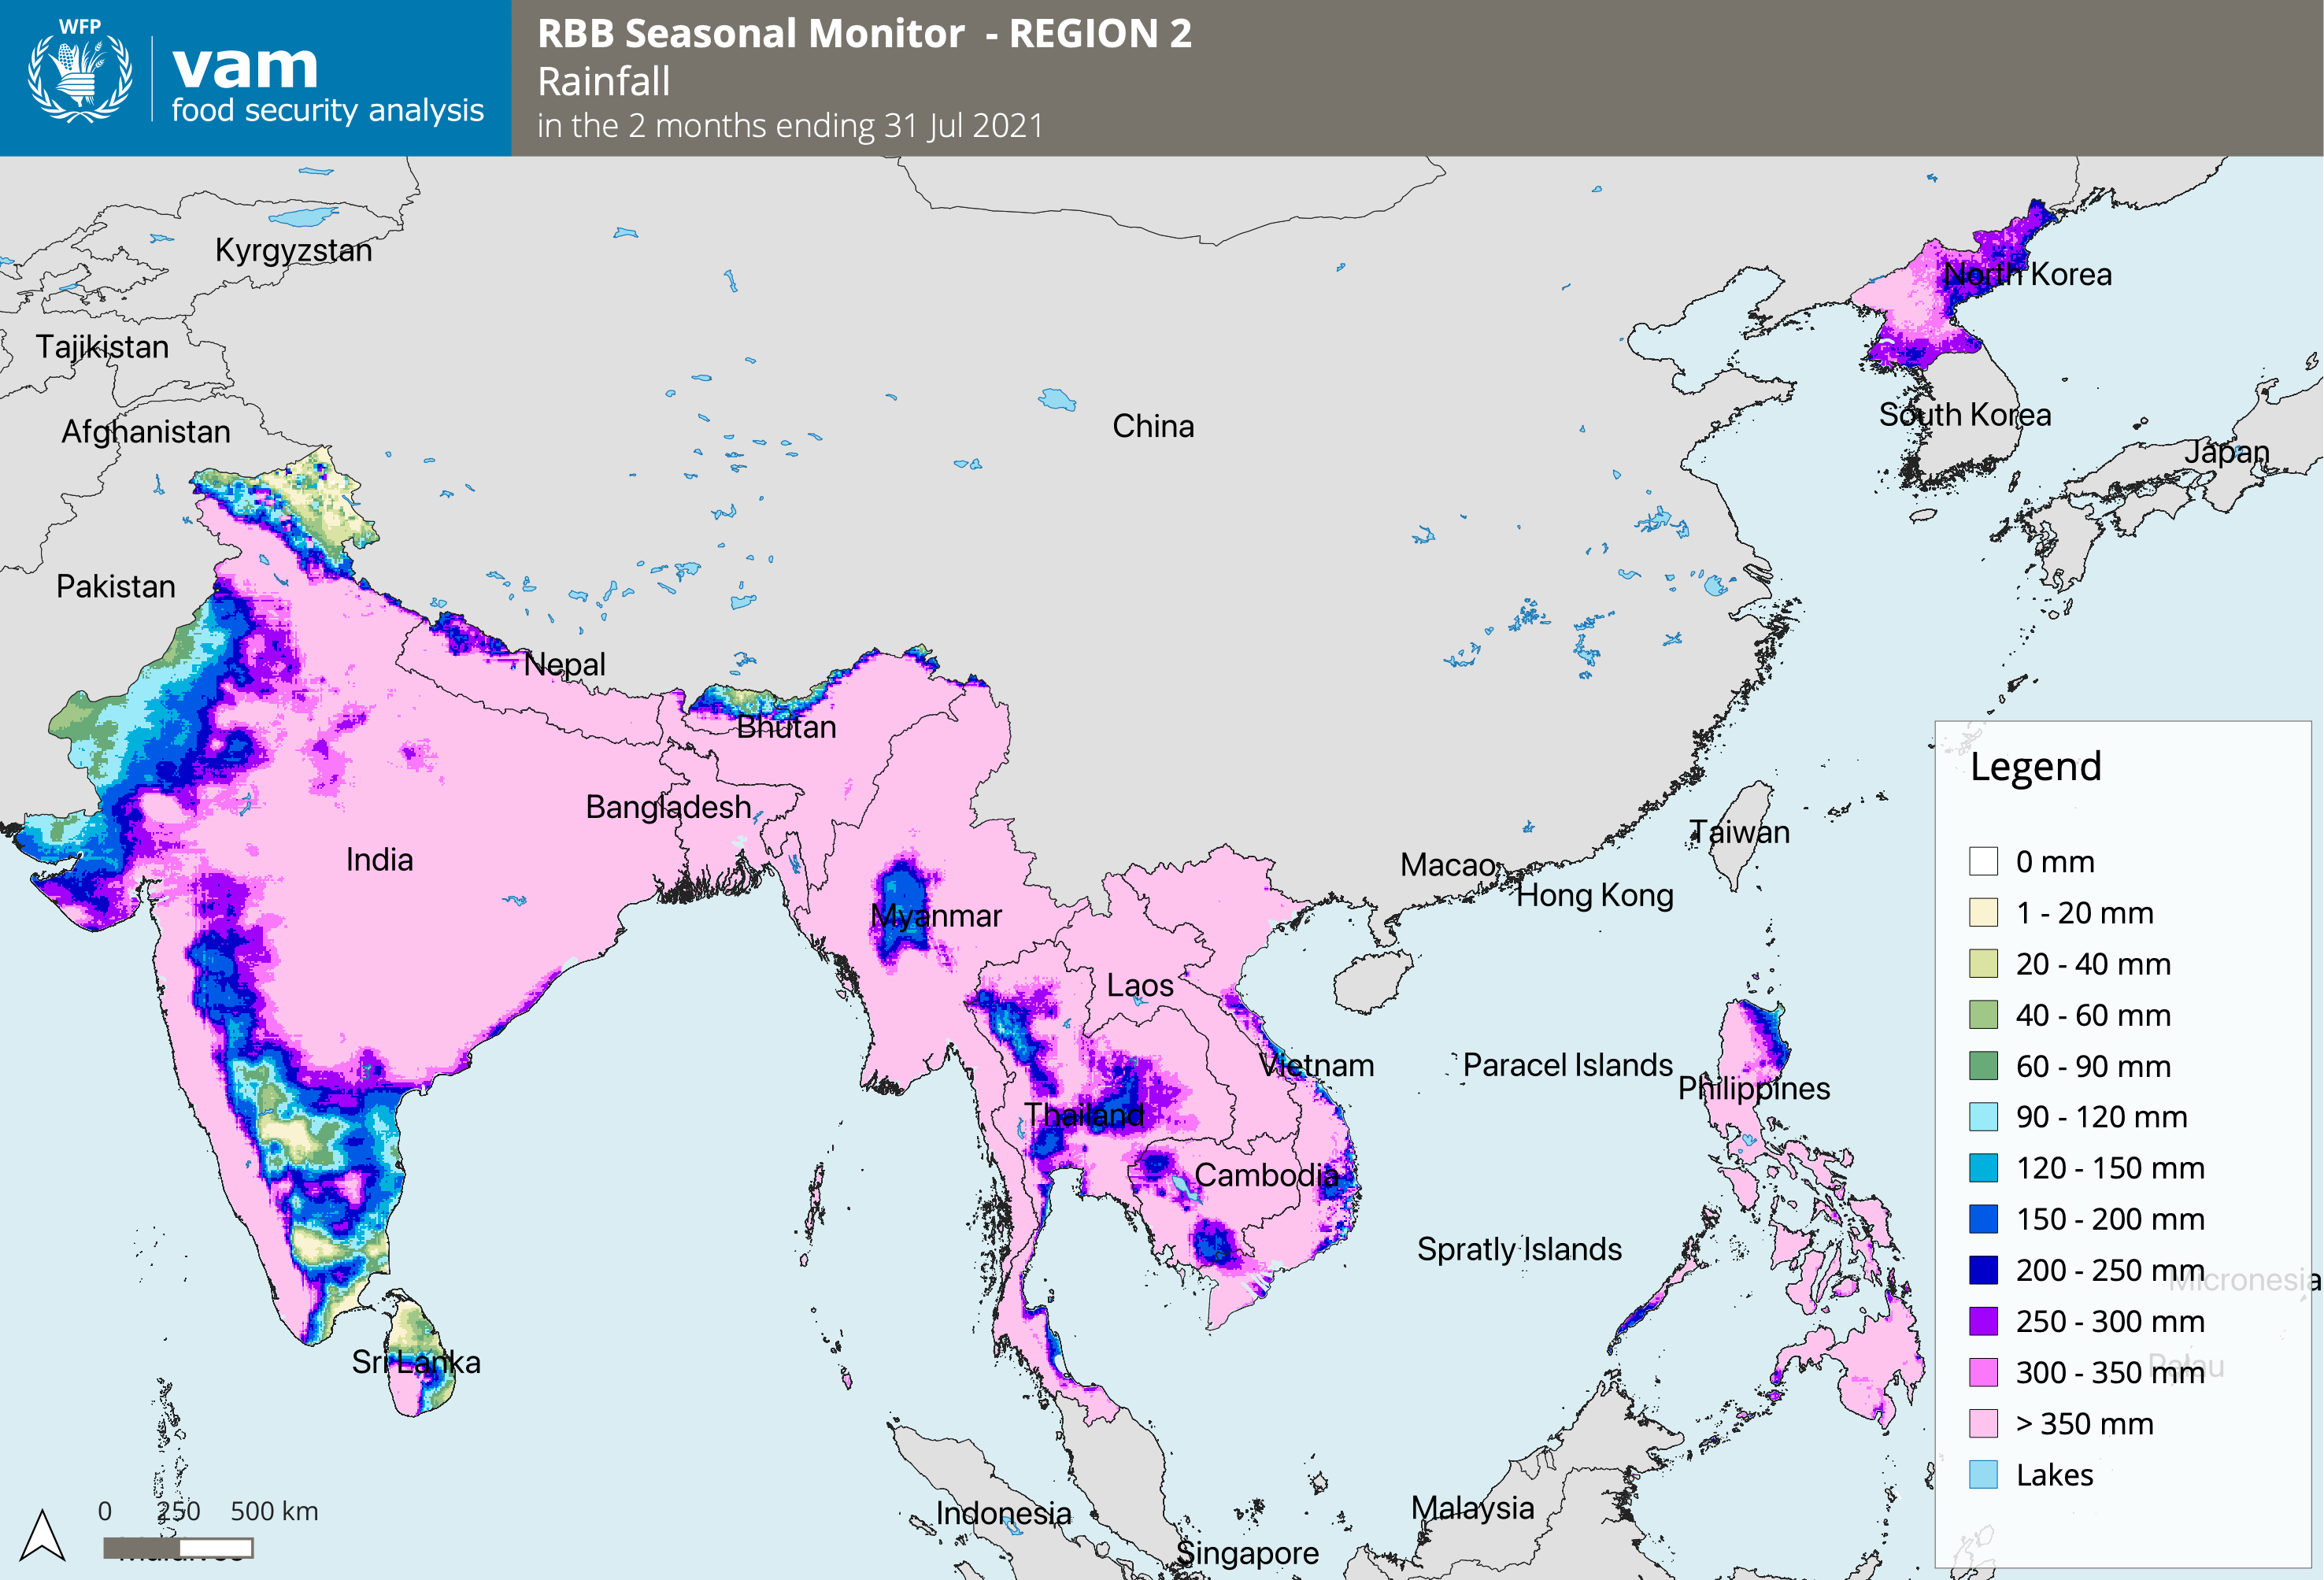 WFP
vam
food security analysis
RBB Seasonal Monitor - REGION 2
Rainfall
in the 2 months ending 31 Jul 2021
Kyrgyzstan
North Korea
Tajikistan
South Korea
China
Afghanistan
Japan
Pakistan
Nepal
Bhutan
Bangladesh
Taiwan
India
Macao
Hong Kong
Myanmar
Laos
Vietnam
Paracel Islands
Philippines
Thailand
Cambodia
Spratly Islands
Micronesia
Sri Lanka
Palau
Malaysia
Indonesia
Singapore
Maldives
Legend
0 mm
1 - 20 mm
20 - 40 mm
40 - 60 mm
60 - 90 mm
90 - 120 mm
120 - 150 mm
150 - 200 mm
200 - 250 mm
250 - 300 mm
300 - 350 mm
> 350 mm
Lakes
0 250 500 km